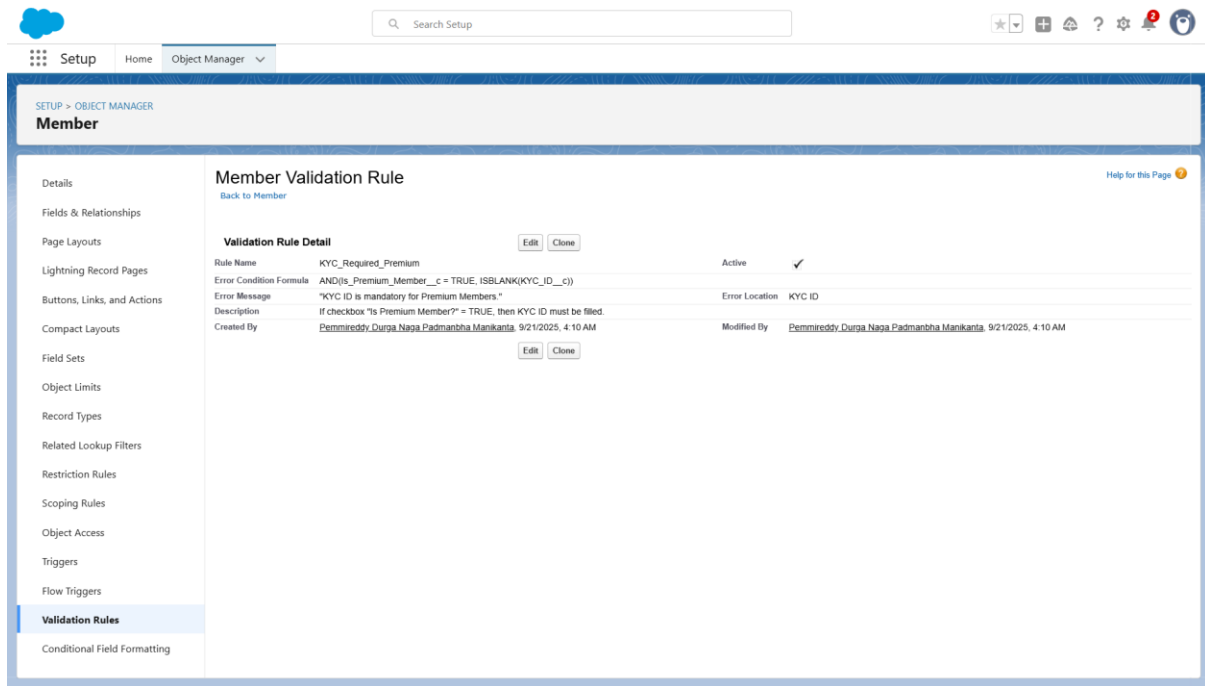 Search Setup
2
Setup Home Object Manager
SETUP > OBJECT MANAGER
Member
Details
Fields & Relationships
Page Layouts
Lightning Record Pages
Buttons, Links, and Actions
Compact Layouts
Field Sets
Object Limits
Record Types
Related Lookup Filters
Restriction Rules
Scoping Rules
Object Access
Triggers
Flow Triggers
Validation Rules
Conditional Field Formatting
Member Validation Rule
Help for this Page ?
Back to Member
Validation Rule Detail Edit Clone
Rule Name KYC_Required_Premium Active ✓
Error Condition Formula AND(Is_Premium_Member__c = TRUE, ISBLANK(KYC_ID__c))
Error Message "KYC ID is mandatory for Premium Members." Error Location KYC ID
Description If checkbox "Is Premium Member?" = TRUE, then KYC ID must be filled.
Created By Pemmireddy Durga Naga Padmanbha Manikanta, 9/21/2025, 4:10 AM Modified By Pemmireddy Durga Naga Padmanbha Manikanta, 9/21/2025, 4:10 AM
Edit Clone